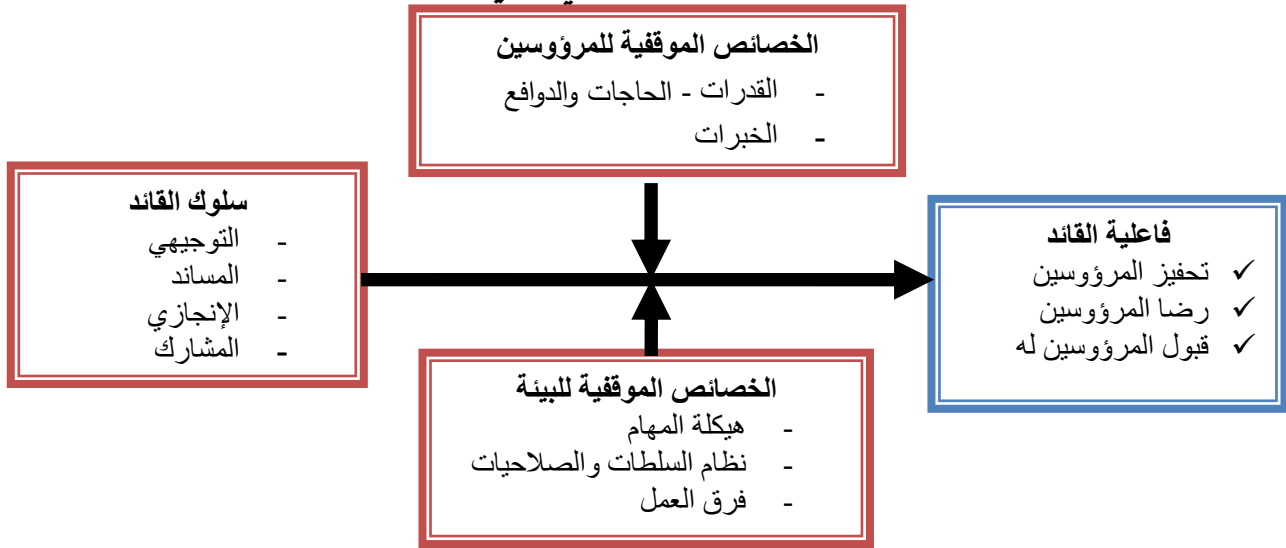 الخصائص الموقفية للمرؤوسين
- القدرات - الحاجات والدوافع
- الخبرات
سلوك القائد
- التوجيهي
- المساند
- الإنجازي
- المشارك
فاعلية القائد
✓ تحفيز المرؤوسين
✓ رضا المرؤوسين
✓ قبول المرؤوسين له
الخصائص الموقفية للبيئة
- هيكلة المهام
- نظام السلطات والصلاحيات
- فرق العمل